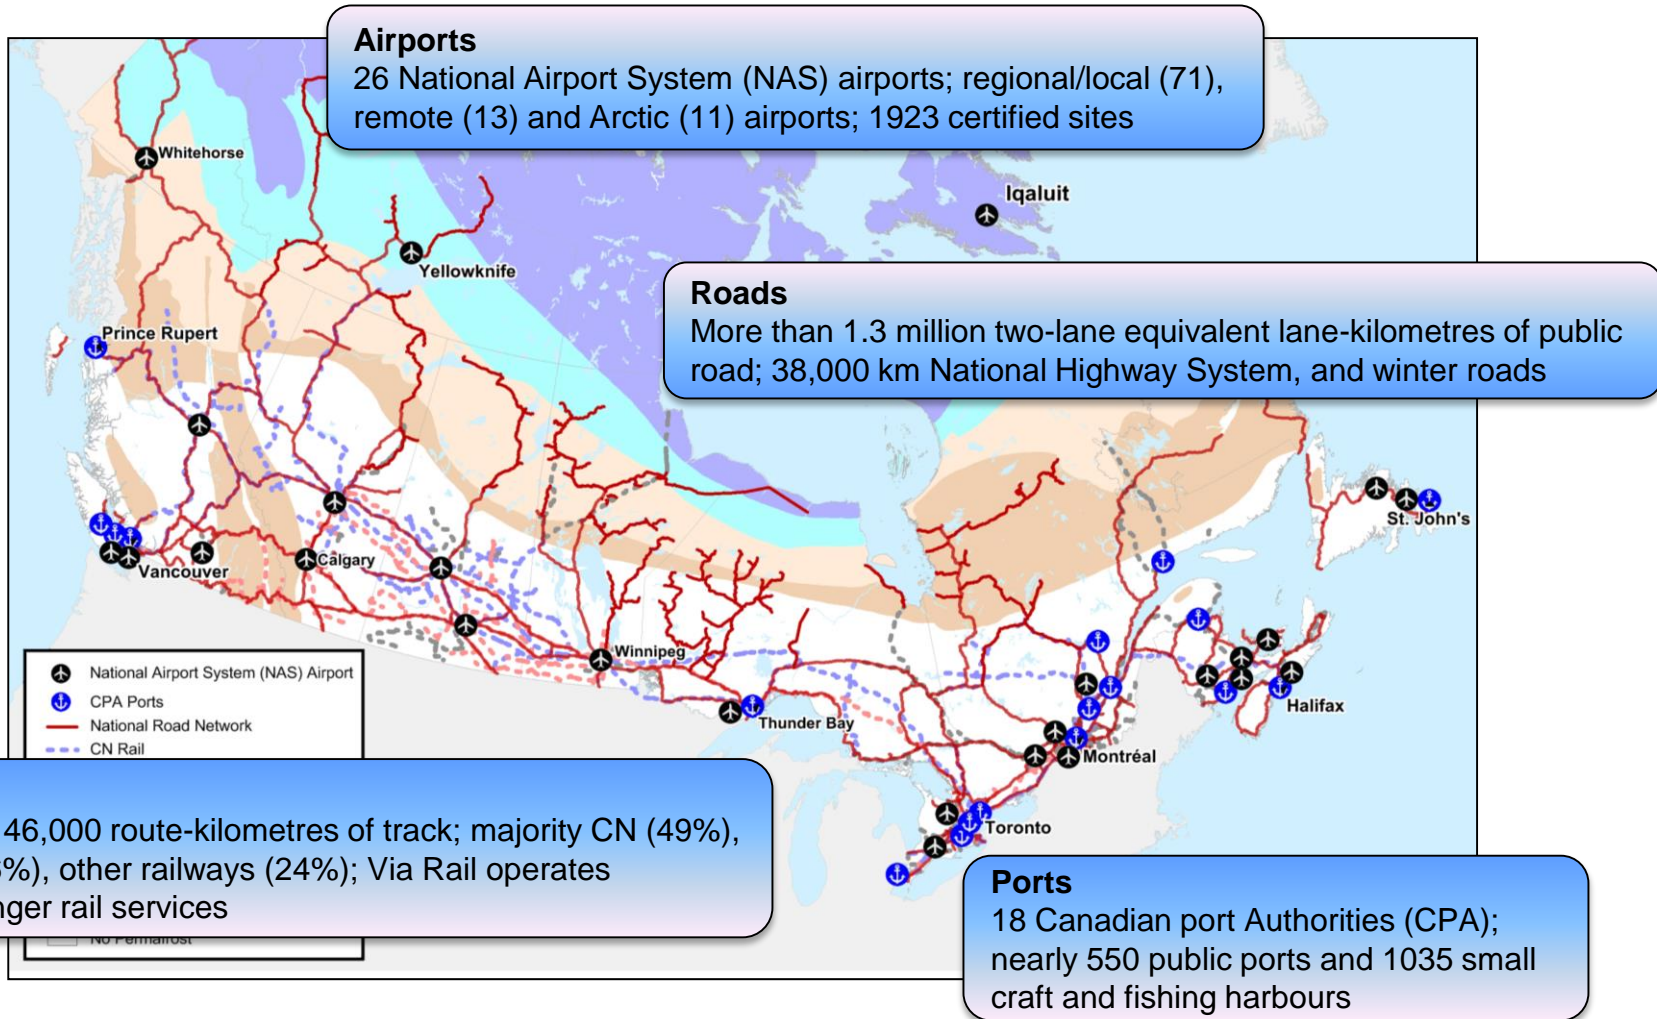 Airports
26 National Airport System (NAS) airports; regional/local (71),
remote (13) and Arctic (11) airports; 1923 certified sites
Whitehorse
Iqaluit
Yellowknife
Roads
More than 1.3 million two-lane equivalent lane-kilometres of public
road; 38,000 km National Highway System, and winter roads
Prince Rupert
St. John's
Vancouver
Calgary
Winnipeg
Thunder Bay
Halifax
Montréal
Toronto
National Airport System (NAS) Airport
CPA Ports
National Road Network
CN Rail
46,000 route-kilometres of track; majority CN (49%),
%), other railways (24%); Via Rail operates
nger rail services
No Permafrost
Ports
18 Canadian port Authorities (CPA);
nearly 550 public ports and 1035 small
craft and fishing harbours